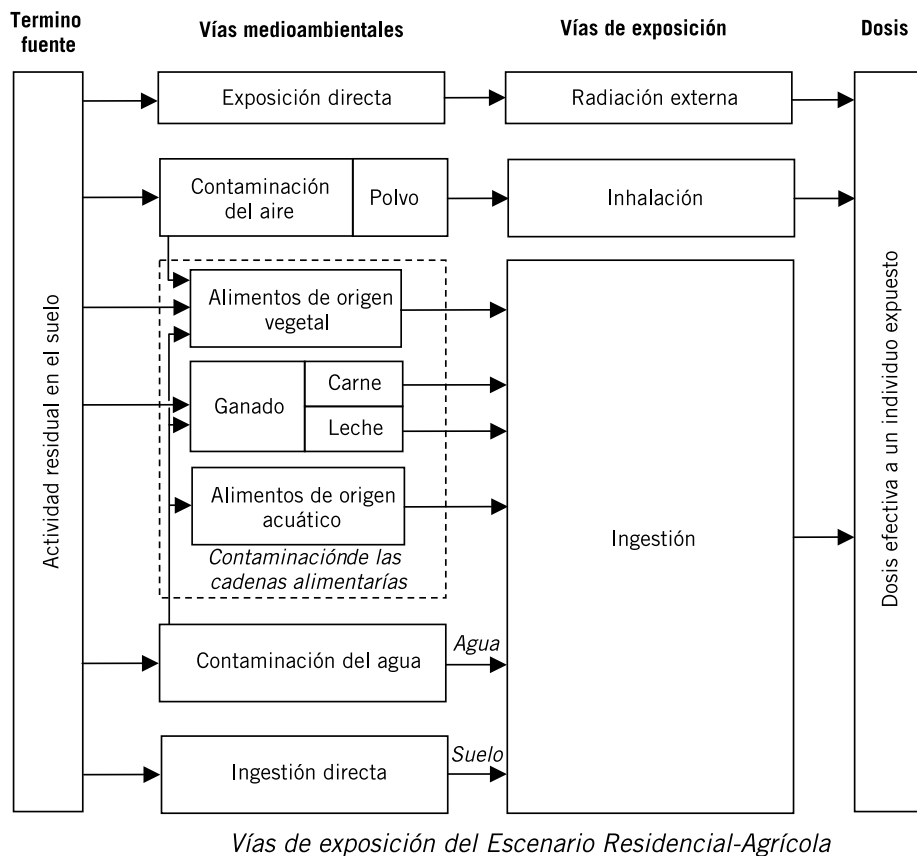 Termino
fuente
Vías medioambientales
Vías de exposición
Dosis
Actividad residual en el suelo
Exposición directa
Radiación externa
Contaminación
del aire
Polvo
Inhalación
Alimentos de origen
vegetal
Ganado
Carne
Leche
Alimentos de origen
acuático
Contaminaciónde las
cadenas alimentarías
Contaminación del agua
Agua
Ingestión directa
Suelo
Ingestión
Dosis efectiva a un individuo expuesto
Vías de exposición del Escenario Residencial-Agrícola